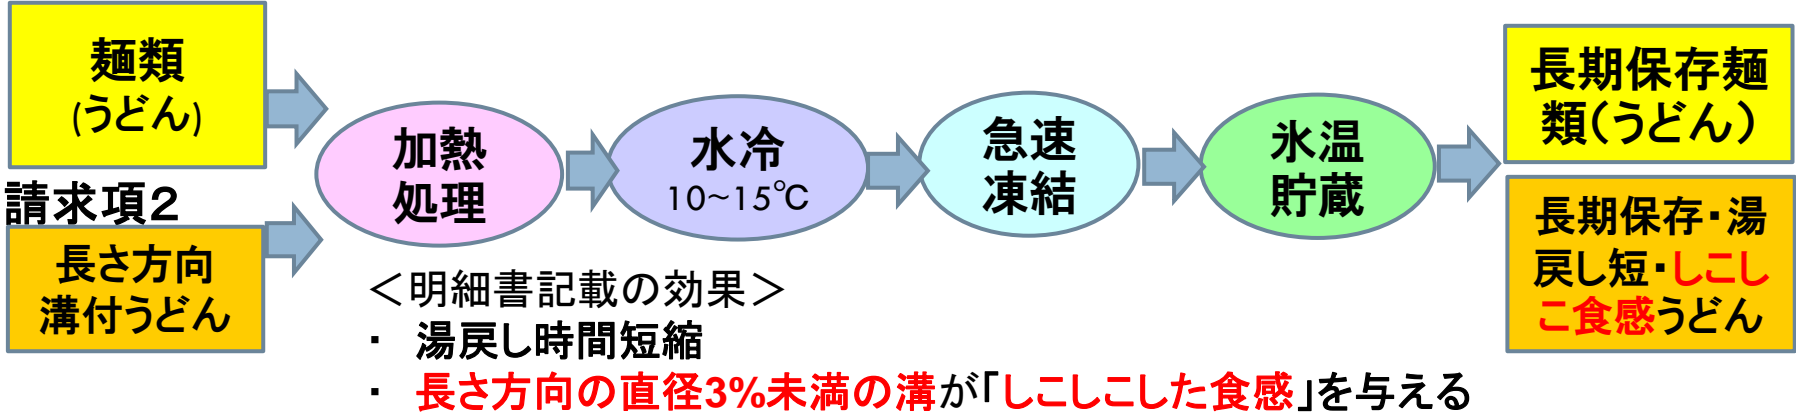 麺類
(うどん)
請求項2
長さ方向
溝付うどん
加熱
処理
水冷
10~15℃
急速
凍結
氷温
貯蔵
長期保存麺
類(うどん)
長期保存・湯
戻し短・しこし
こ食感うどん
<明細書記載の効果>
・ 湯戻し時間短縮
・ 長さ方向の直径3%未満の溝が「しこしこした食感」を与える